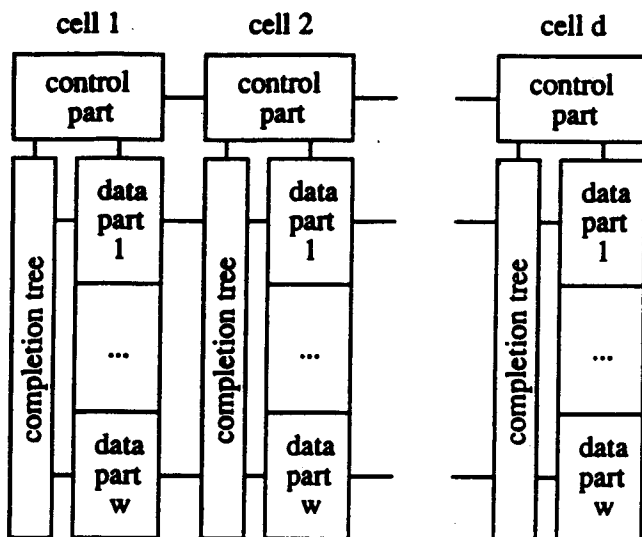 cell 1
cell 2
cell d
control
part
control
part
control
part
completion tree
data
part
1
...
data
part
w
completion tree
data
part
1
...
data
part
w
completion tree
data
part
1
...
data
part
w